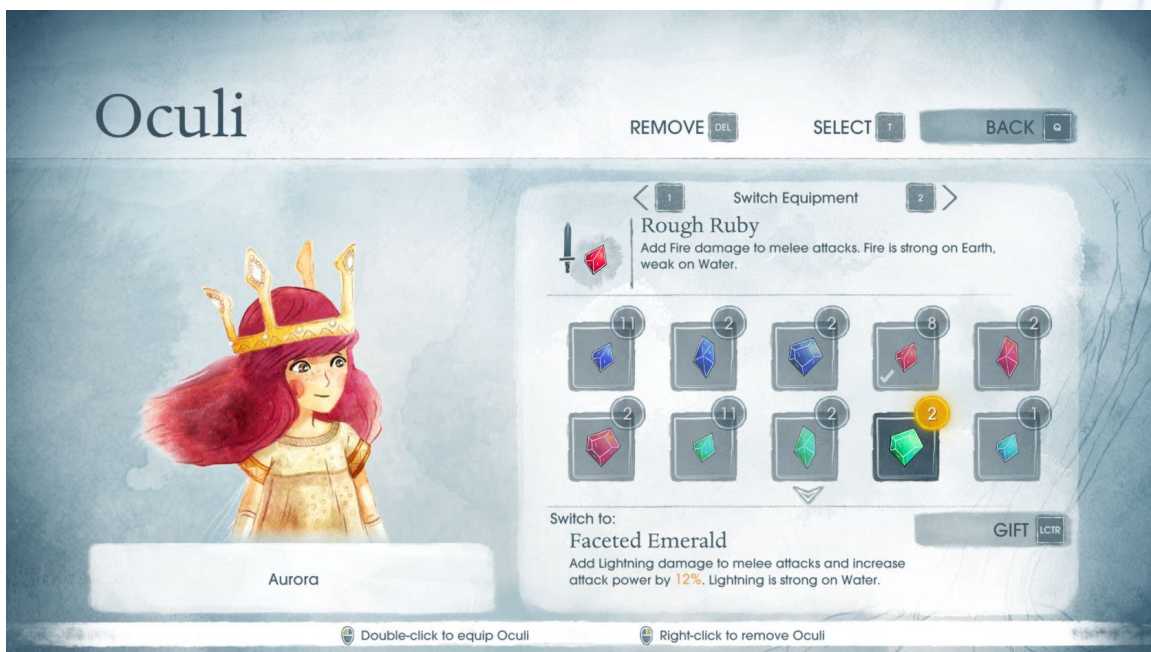 Oculi
REMOVE DEL
SELECT T
BACK Q
1 Switch Equipment 2
Rough Ruby
Add Fire damage to melee attacks. Fire is strong on Earth,
weak on Water.
11 2 2 8 2
2 11 2 2 1
Switch to:
GIFT LCTR
Faceted Emerald
Add Lightning damage to melee attacks and increase
attack power by 12%. Lightning is strong on Water.
Aurora
Double-click to equip Oculi
Right-click to remove Oculi